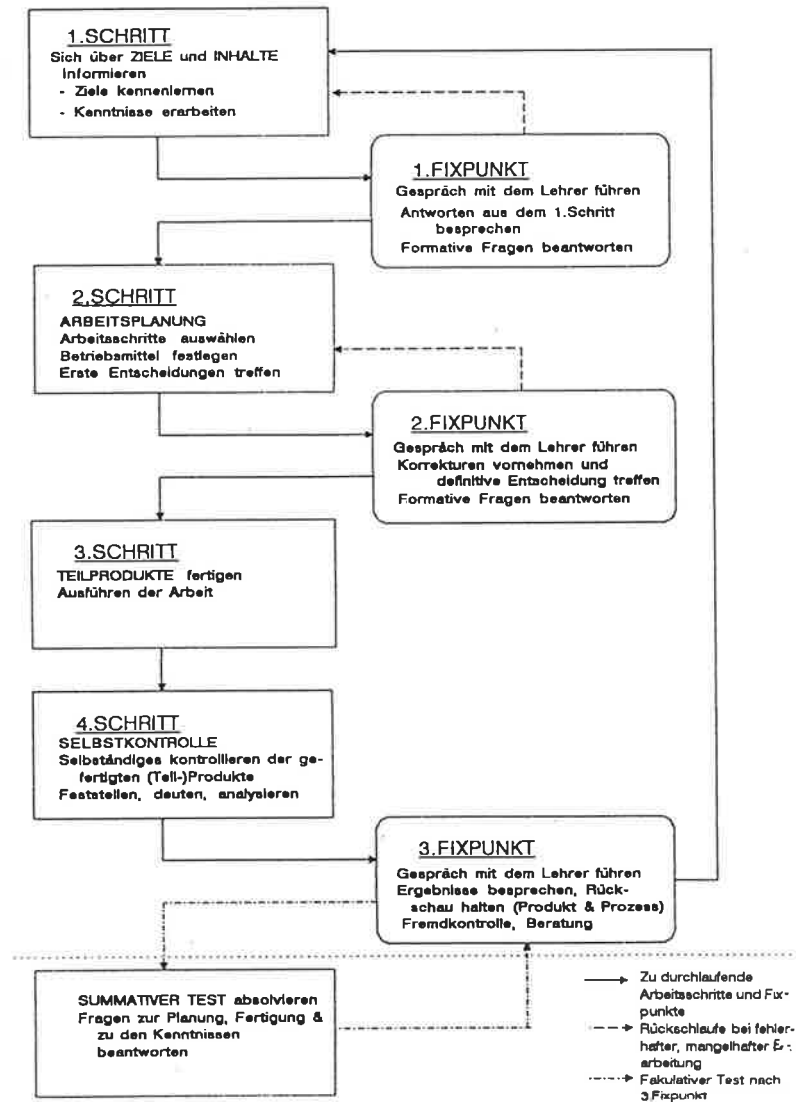 1.SCHRITT
Sich über ZIELE und INHALTE
Informieren
- Ziele kennenlernen
- Kenntnisse erarbeiten
1.FIXPUNKT
Gespräch mit dem Lehrer führen
Antworten aus dem 1.Schritt
besprechen
Formative Fragen beantworten
2.SCHRITT
ARBEITSPLANUNG
Arbeitsschritte auswählen
Betriebsmittel festlegen
Erste Entscheidungen treffen
2.FIXPUNKT
Gespräch mit dem Lehrer führen
Korrekturen vornehmen und
definitive Entscheidung treffen
Formative Fragen beantworten
3.SCHRITT
TEILPRODUKTE fertigen
Ausführen der Arbeit
4.SCHRITT
SELBSTKONTROLLE
Selbständiges kontrollieren der ge-
fertigten (Teil-)Produkte
Feststellen, deuten, analysieren
3.FIXPUNKT
Gespräch mit dem Lehrer führen
Ergebnisse besprechen, Rück-
schau halten (Produkt & Prozess)
Fremdkontrolle, Beratung
SUMMATIVER TEST absolvieren
Fragen zur Planung, Fertigung &
zu den Kenntnissen
beantworten
Zu durchlaufende
Arbeitsschritte und Fix-
punkte
Rückschlaufe bei fehler-
hafter, mangelhafter Er-
arbeitung
Fakulativer Test nach
3.Fixpunkt